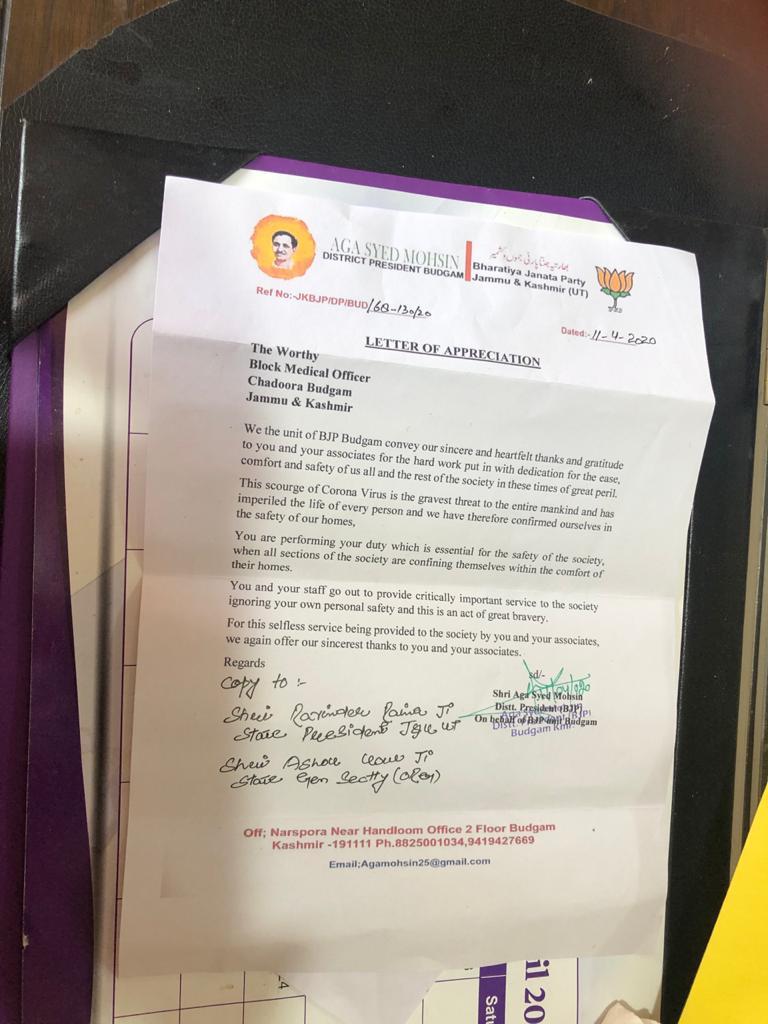 AGA SYED MOHSIN
DISTRICT PRESIDENT BUDGAM
بھارتیہ جنتا پارٹی جموں و کشمیر
Bharatiya Janata Party
Jammu & Kashmir (UT)
Ref No:-JKBJP/DP/BUD/68-130/20
Dated:-11-4-2020
LETTER OF APPRECIATION
The Worthy
Block Medical Officer
Chadoora Budgam
Jammu & Kashmir
We the unit of BJP Budgam convey our sincere and heartfelt thanks and gratitude
to you and your associates for the hard work put in with dedication for the ease,
comfort and safety of us all and the rest of the society in these times of great peril.
This scourge of Corona Virus is the gravest threat to the entire mankind and has
imperiled the life of every person and we have therefore confirmed ourselves in
the safety of our homes,
You are performing your duty which is essential for the safety of the society,
when all sections of the society are confining themselves within the comfort of
their homes.
You and your staff go out to provide critically important service to the society
ignoring your own personal safety and this is an act of great bravery.
For this selfless service being provided to the society by you and your associates,
we again offer our sincerest thanks to you and your associates.
Regards
Copy to :-
Shri Ravinder Raina Ji
State President J&K UT
Shri Ashok Koul Ji
State Gen Sectty (Org)
sd/-
Shri Aga Syed Mohsin
Distt. President (BJP)
On behalf of BJP unit Budgam
Budgam Kmr
Off; Narspora Near Handloom Office 2 Floor Budgam
Kashmir -191111 Ph.8825001034,9419427669
Email;Agamohsin25@gmail.com
il 20
Satu